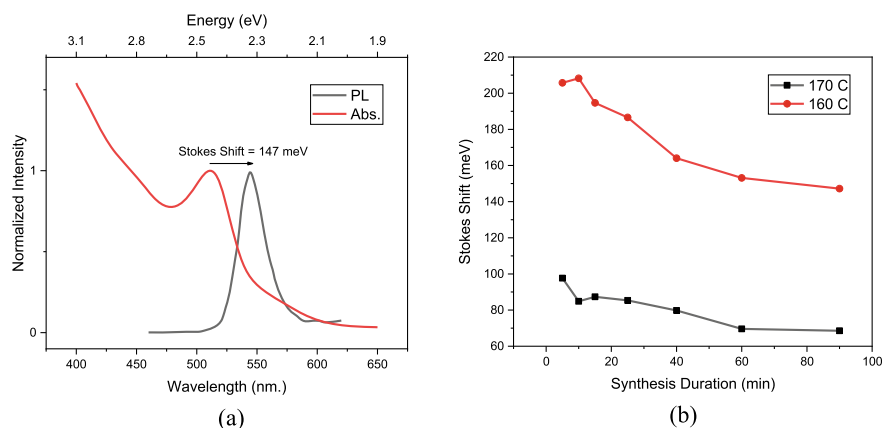 Energy (eV)
3.1 2.8 2.5 2.3 2.1 1.9
PL
Abs.
Stokes Shift = 147 meV
Normalized Intensity
1
0
400 450 500 550 600 650
Wavelength (nm.)
(a)
220
200
180
160
140
120
100
80
60
Stokes Shift (meV)
170 C
160 C
0 20 40 60 80 100
Synthesis Duration (min)
(b)